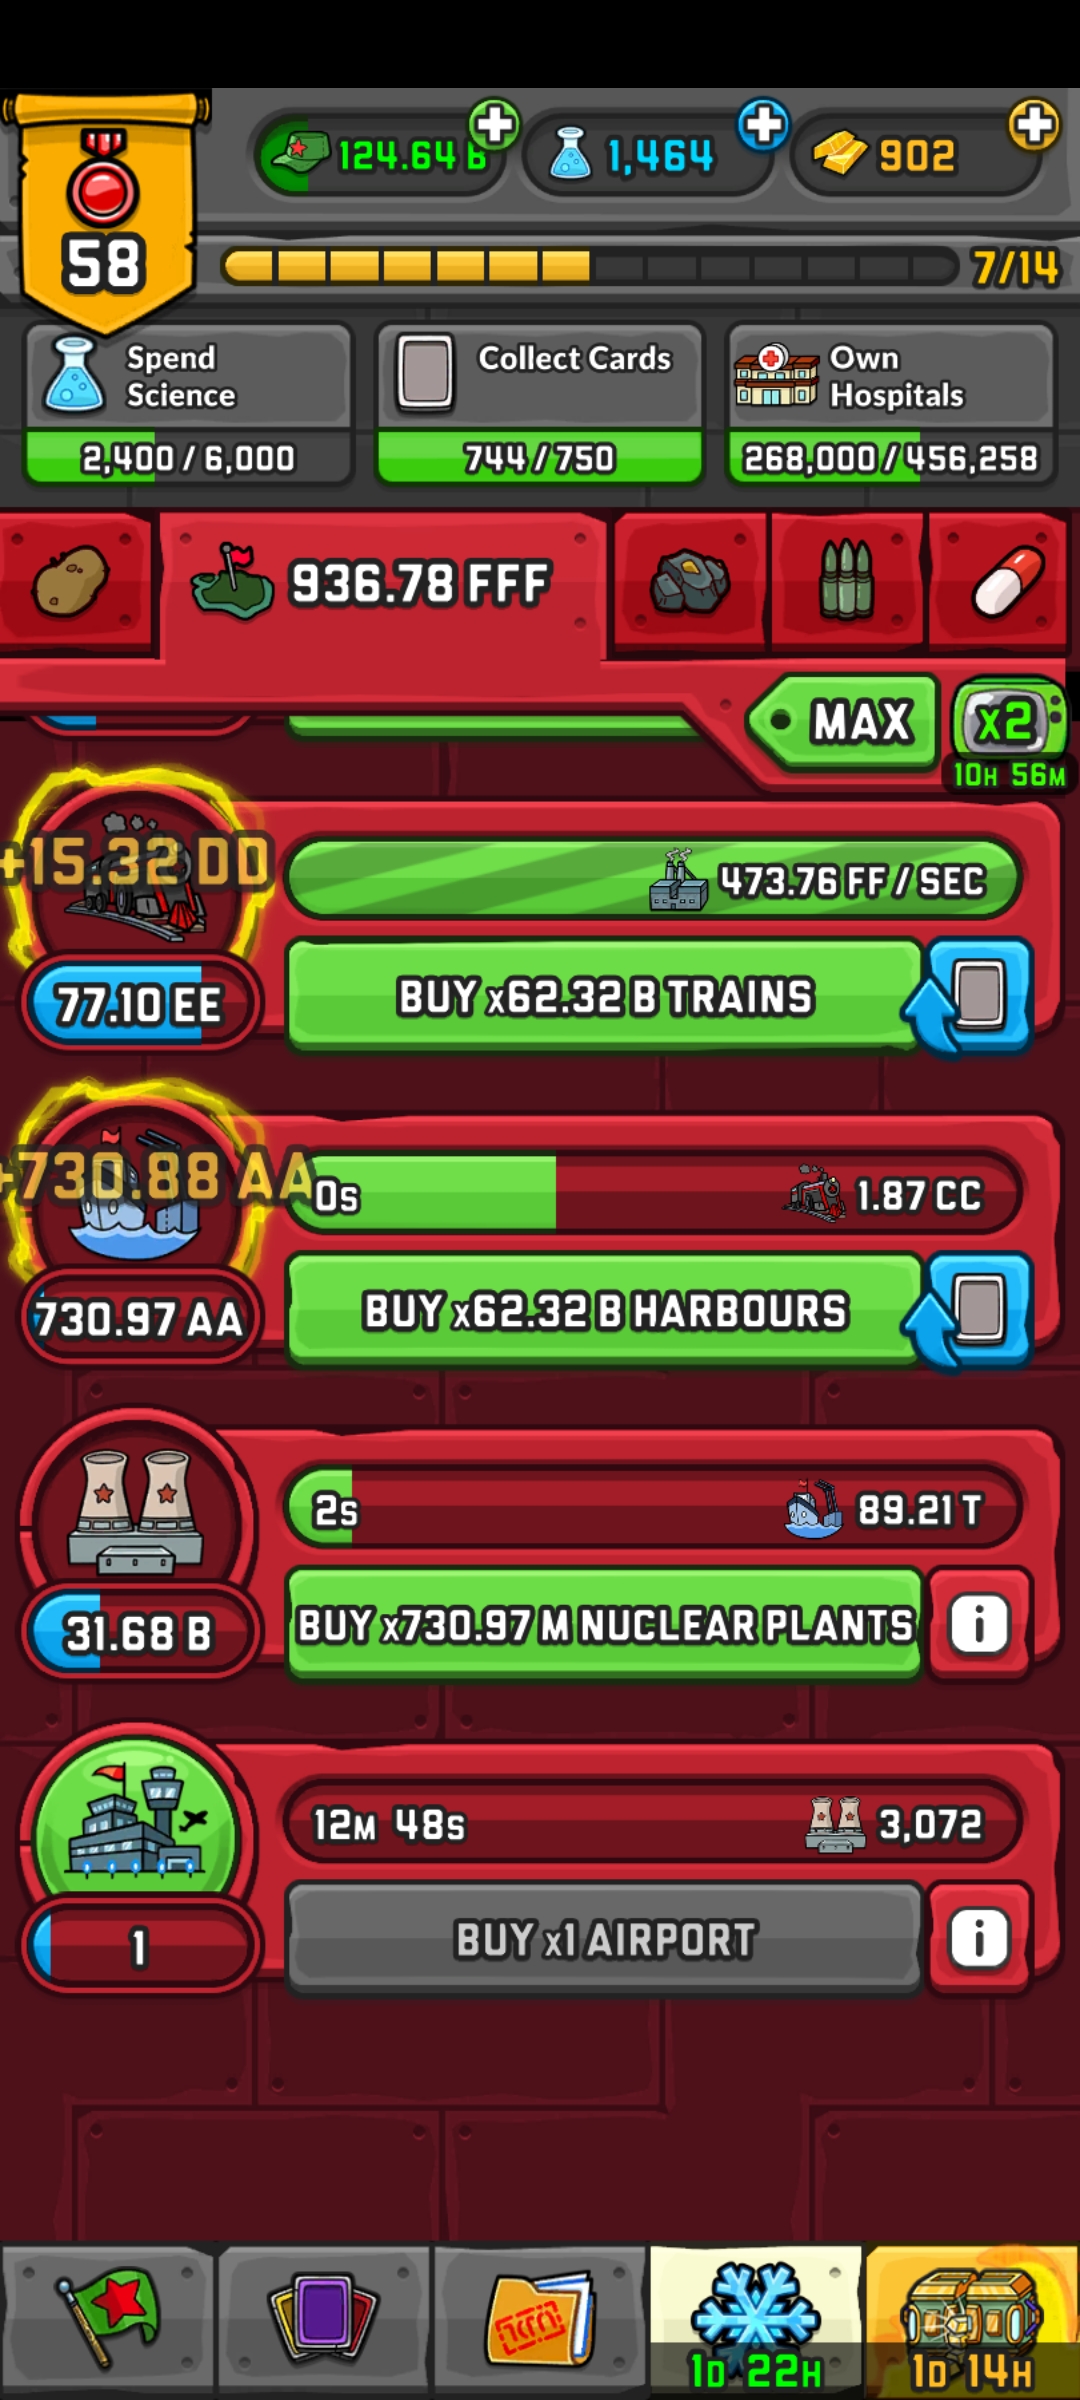 58
124.64 B
1,464
902
7/14
Spend
Science
2,400 / 6,000
Collect Cards
744 / 750
Own
Hospitals
268,000 / 456,258
936.78 FFF
MAX
x2
10H 56M
+15.32 DD
473.76 FF / SEC
77.10 EE
BUY x62.32 B TRAINS
+730.88 AA
0s
1.87 CC
730.97 AA
BUY x62.32 B HARBOURS
2s
89.21 T
31.68 B
BUY x730.97 M NUCLEAR PLANTS
i
12M 48s
3,072
1
BUY x1 AIRPORT
i
1D 22H
1D 14H